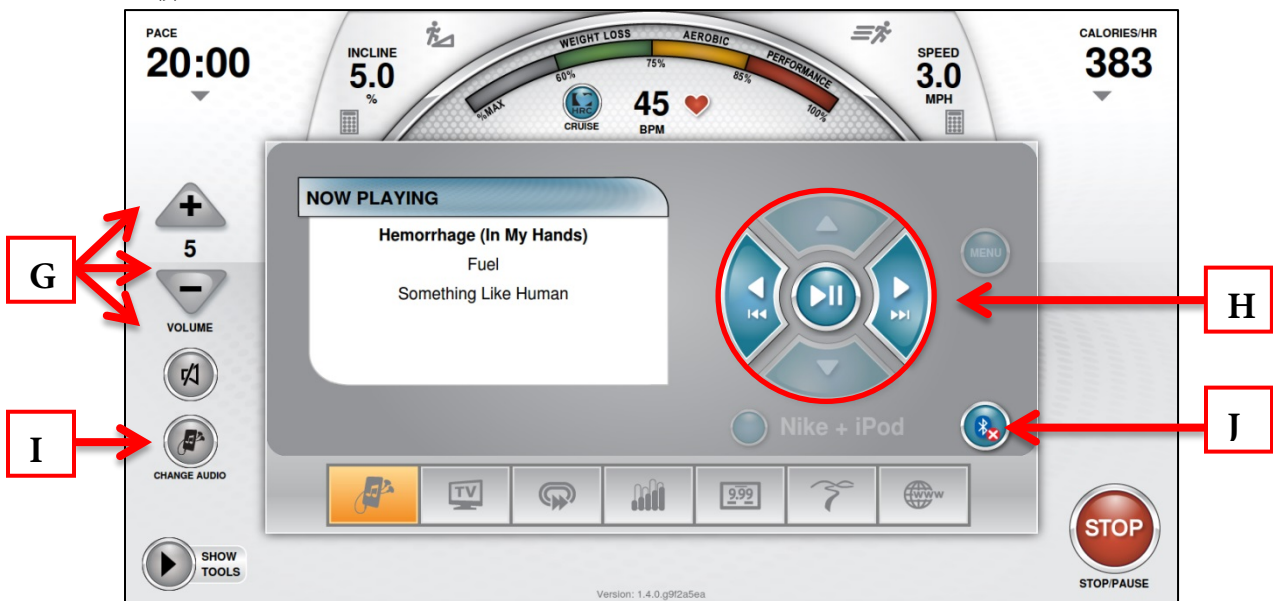 PACE
20:00
INCLINE
5.0
%
WEIGHT LOSS
AEROBIC
PERFORMANCE
%MAX
60%
75%
85%
100%
HRC
CRUISE
45
BPM
SPEED
3.0
MPH
CALORIES/HR
383
NOW PLAYING
Hemorrhage (In My Hands)
Fuel
Something Like Human
MENU
Nike + iPod
G
5
VOLUME
H
I
CHANGE AUDIO
J
TV
9.99
www
SHOW
TOOLS
STOP
STOP/PAUSE
Version: 1.4.0.g9f2a5ea